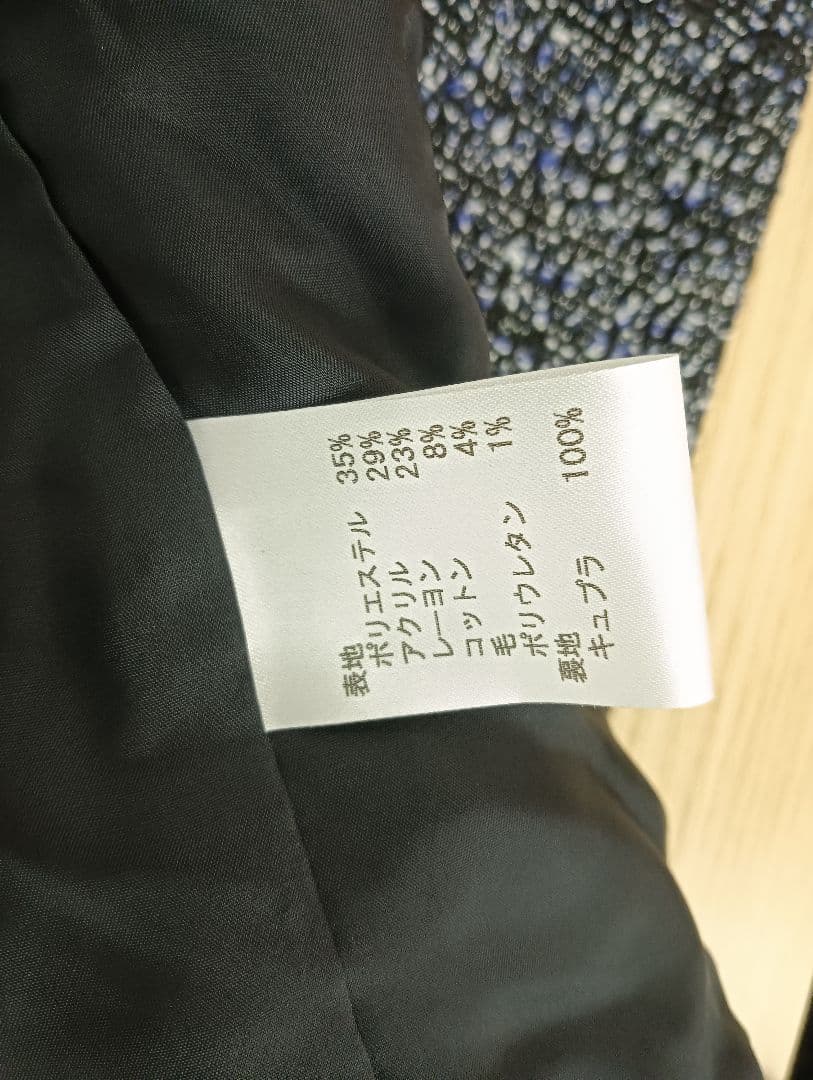 表地
ポリエステル 35%
アクリル 29%
レーヨン 23%
コットン 8%
毛 4%
ポリウレタン 1%
裏地
キュプラ 100%